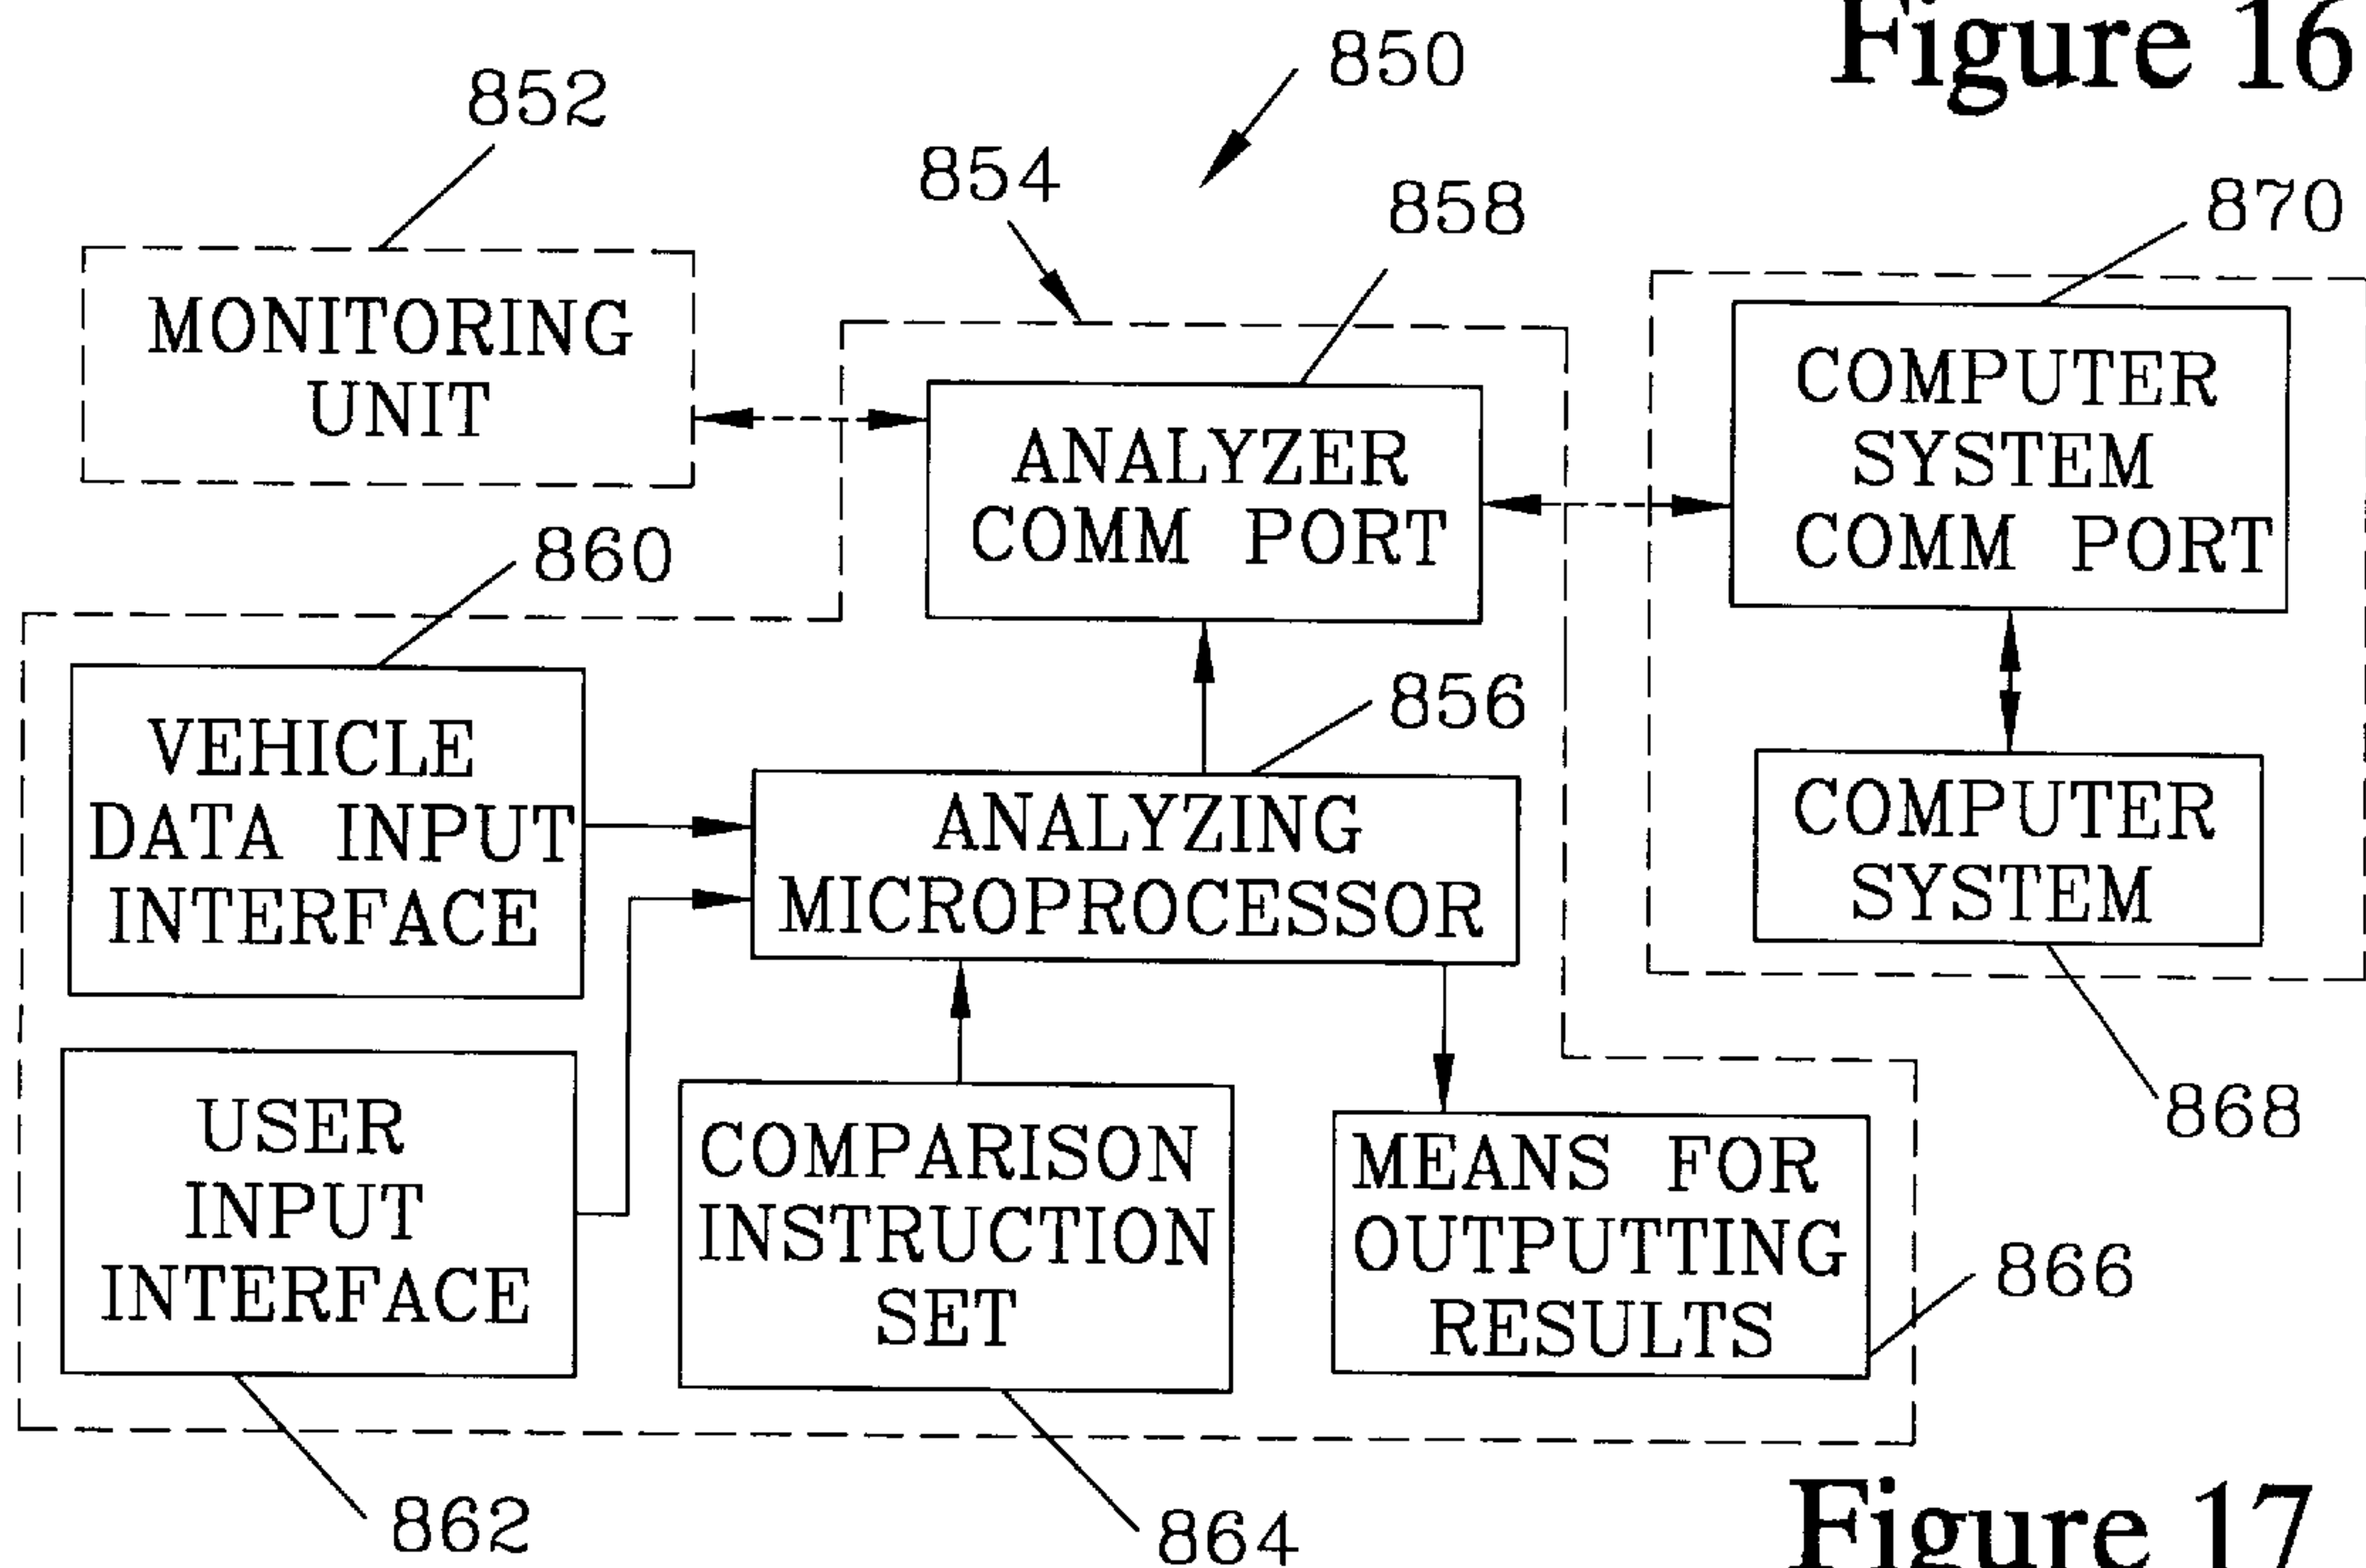 Figure 16
850
852
854
858
870
MONITORING
UNIT
COMPUTER
SYSTEM
COMM PORT
ANALYZER
COMM PORT
860
856
VEHICLE
DATA INPUT
INTERFACE
ANALYZING
MICROPROCESSOR
COMPUTER
SYSTEM
868
USER
INPUT
INTERFACE
COMPARISON
INSTRUCTION
SET
MEANS FOR
OUTPUTTING
RESULTS
866
862
864
Figure 17